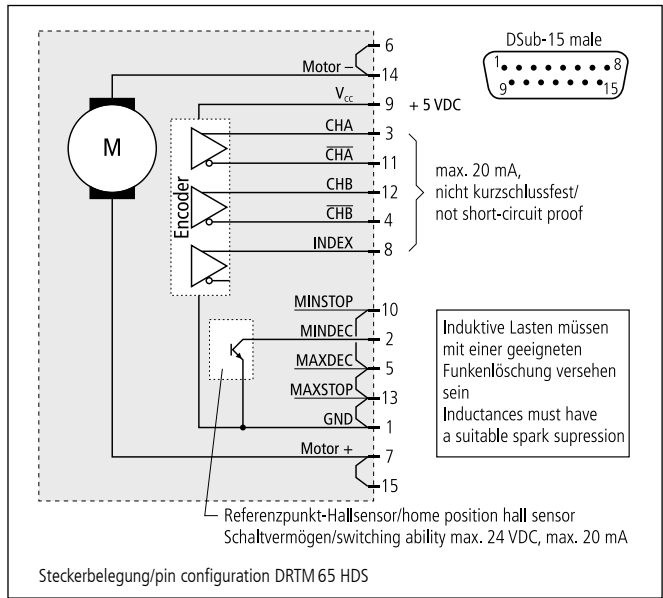 DSub-15 male
1 8
9 15
6
Motor – 14
Vcc 9 + 5 VDC
CHA 3
CHA 11
CHB 12
CHB 4
INDEX 8
max. 20 mA,
nicht kurzschlussfest/
not short-circuit proof
M
Encoder
MINSTOP 10
MINDEC 2
MAXDEC 5
MAXSTOP 13
GND 1
Motor + 7
15
Induktive Lasten müssen
mit einer geeigneten
Funkenlöschung versehen
sein
Inductances must have
a suitable spark supression
Referenzpunkt-Hallsensor/home position hall sensor
Schaltvermögen/switching ability max. 24 VDC, max. 20 mA
Steckerbelegung/pin configuration DRTM 65 HDS